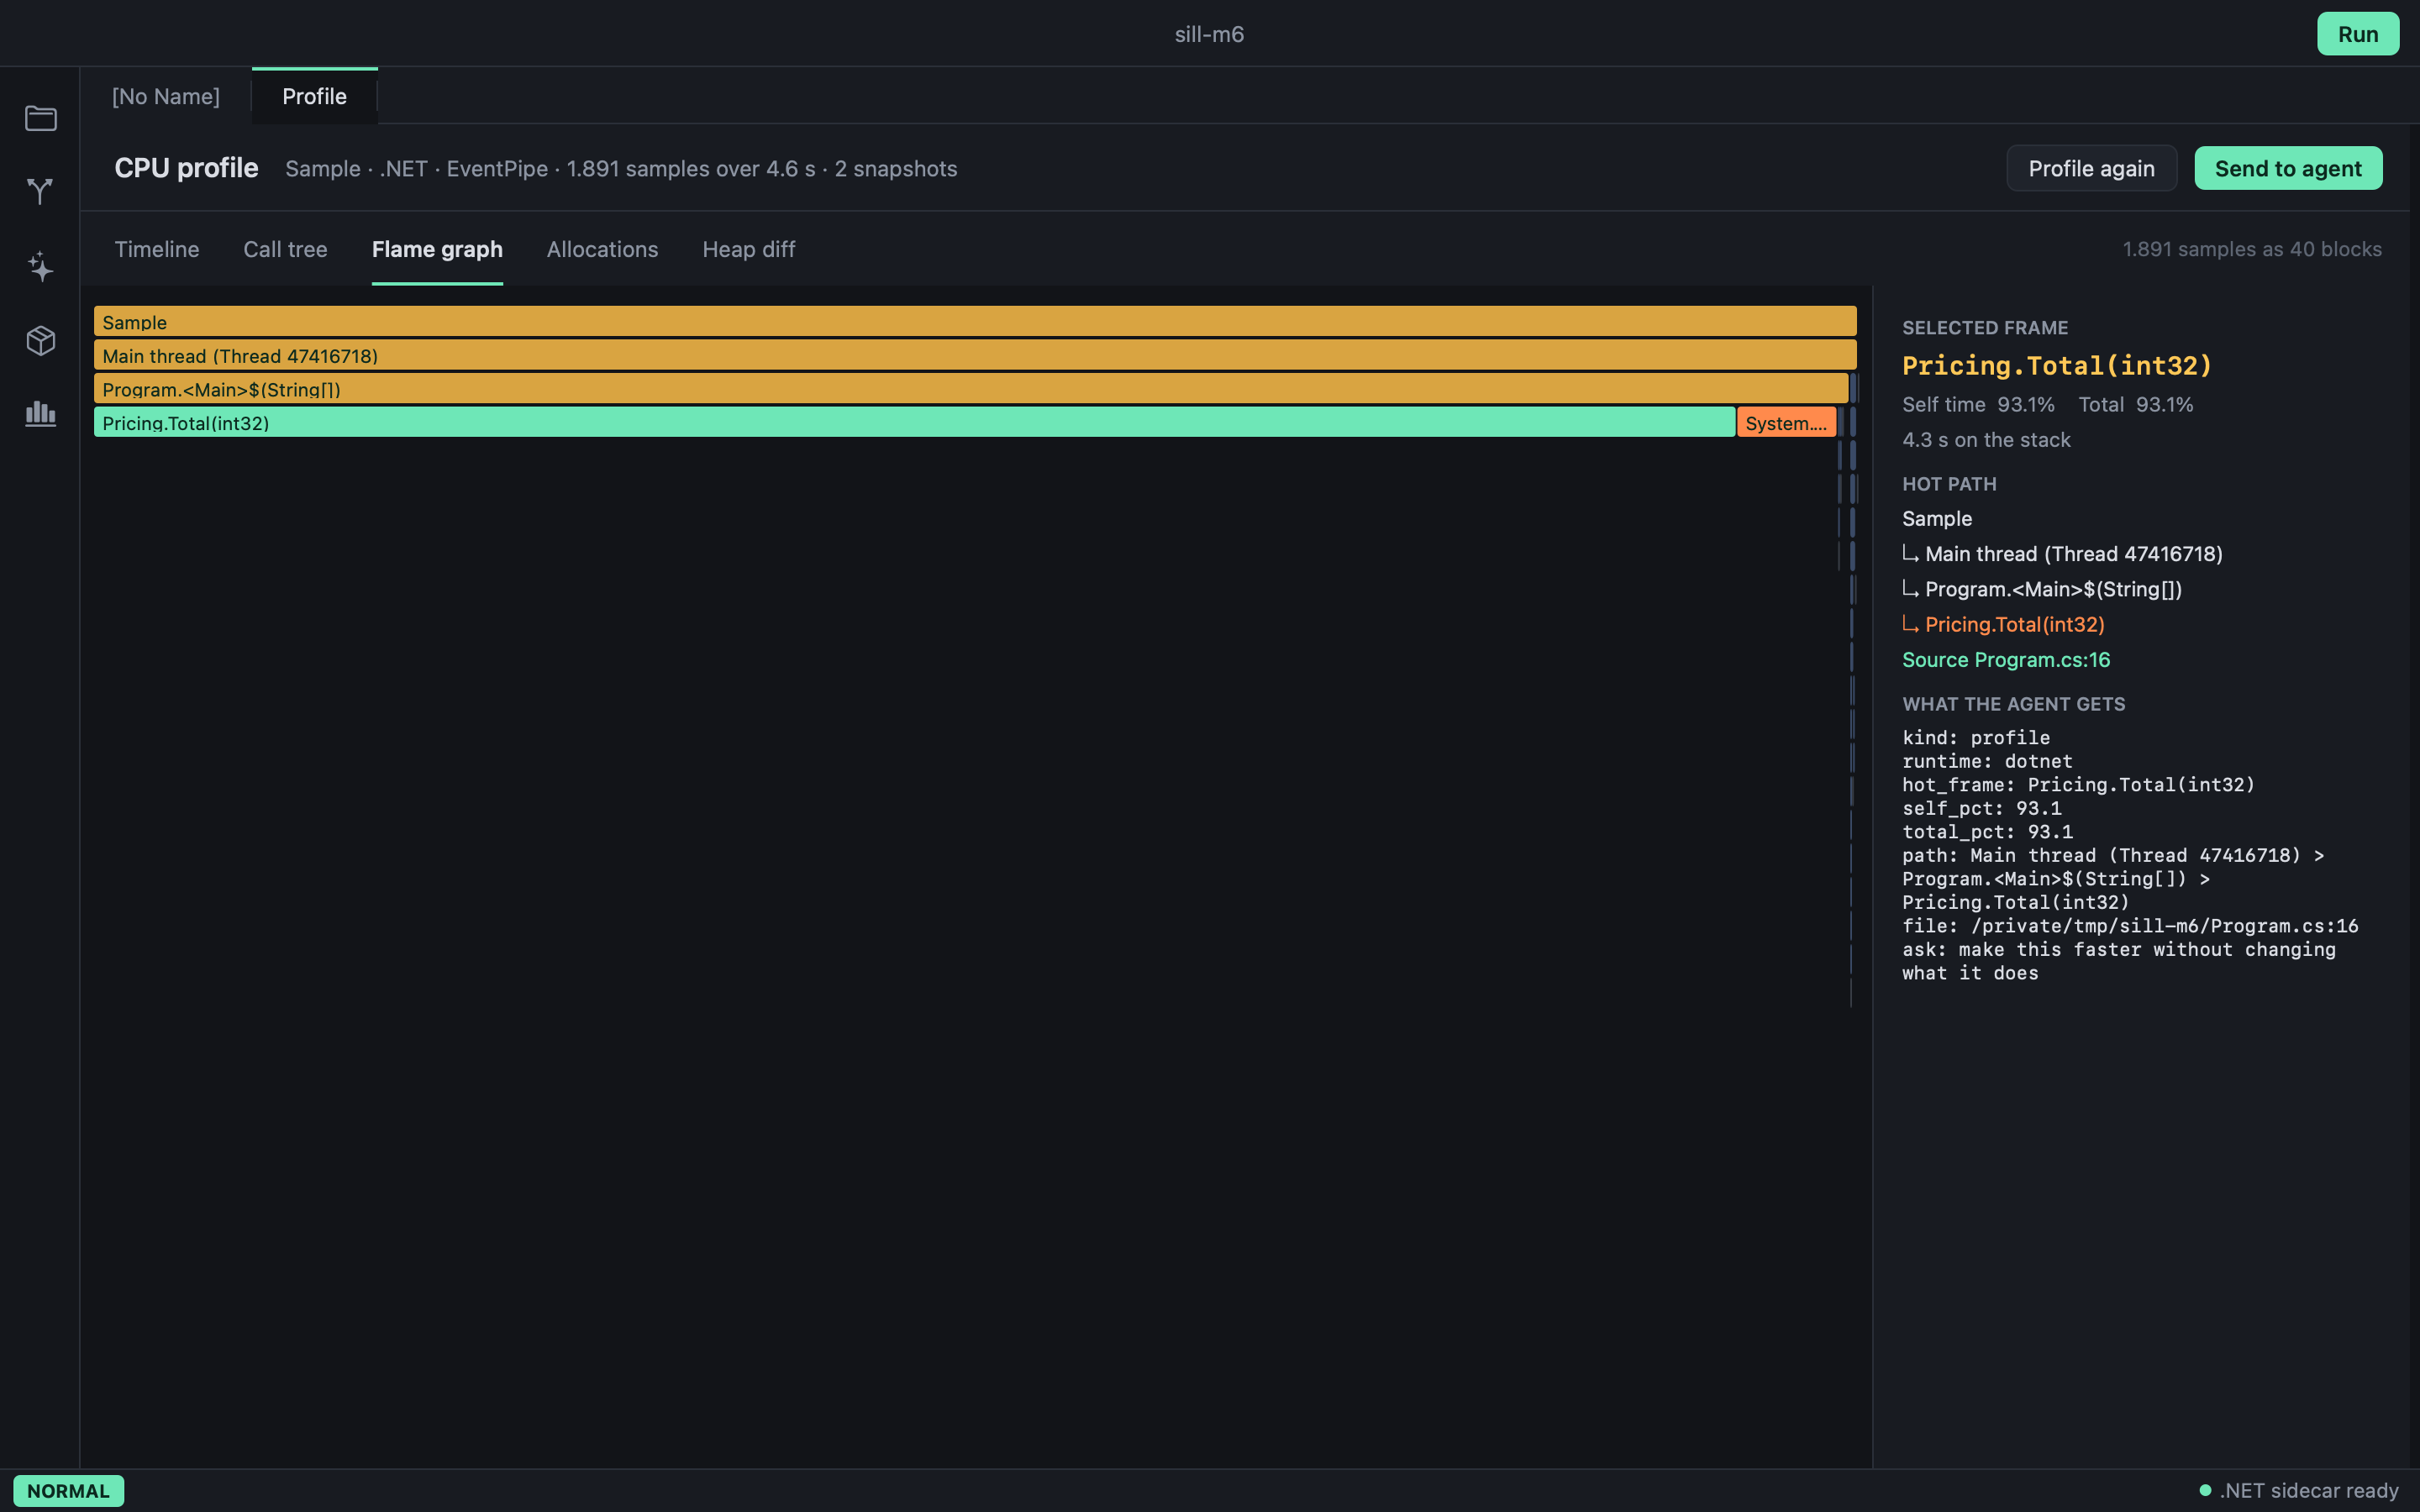 sill-m6
Run
[No Name]
Profile
CPU profile
Sample · .NET · EventPipe · 1.891 samples over 4.6 s · 2 snapshots
Profile again
Send to agent
Timeline
Call tree
Flame graph
Allocations
Heap diff
1.891 samples as 40 blocks
Sample
Main thread (Thread 47416718)
Program.<Main>$(String[])
Pricing.Total(int32)
System....
SELECTED FRAME
Pricing.Total(int32)
Self time 93.1% Total 93.1%
4.3 s on the stack
HOT PATH
Sample
Main thread (Thread 47416718)
Program.<Main>$(String[])
Pricing.Total(int32)
Source Program.cs:16
WHAT THE AGENT GETS
kind: profile
runtime: dotnet
hot_frame: Pricing.Total(int32)
self_pct: 93.1
total_pct: 93.1
path: Main thread (Thread 47416718) >
Program.<Main>$(String[]) >
Pricing.Total(int32)
file: /private/tmp/sill-m6/Program.cs:16
ask: make this faster without changing
what it does
NORMAL
.NET sidecar ready